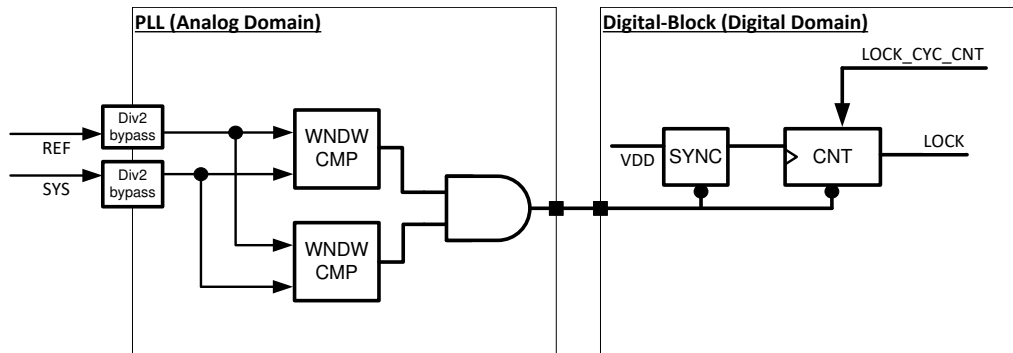 PLL (Analog Domain)
Digital-Block (Digital Domain)
LOCK_CYC_CNT
Div2
bypass
REF
Div2
bypass
SYS
WNDW
CMP
WNDW
CMP
VDD
SYNC
CNT
LOCK